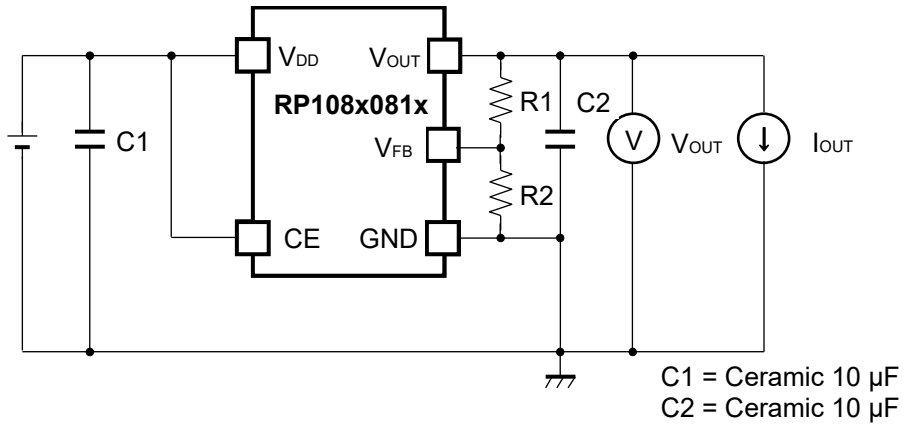 VDD
VOUT
RP108x081x
R1
C2
C1
VFB
V
VOUT
IOUT
R2
CE
GND
C1 = Ceramic 10 µF
C2 = Ceramic 10 µF